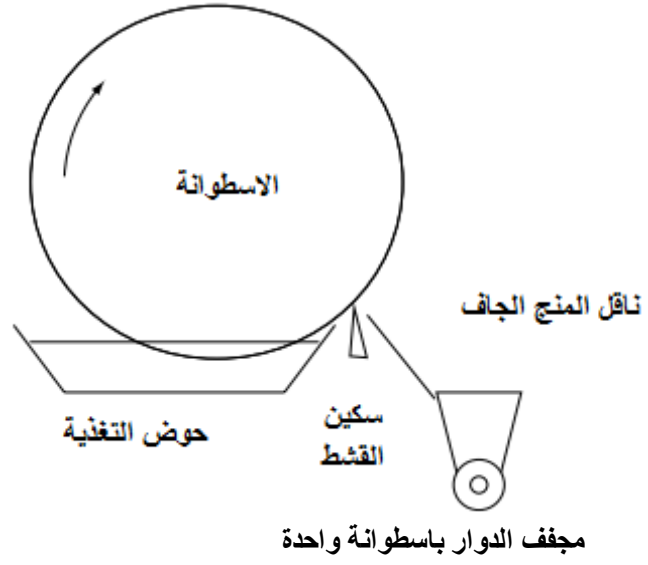 الاسطوانة
ناقل المنج الجاف
سكين
القشط
حوض التغذية
مجفف الدوار باسطوانة واحدة